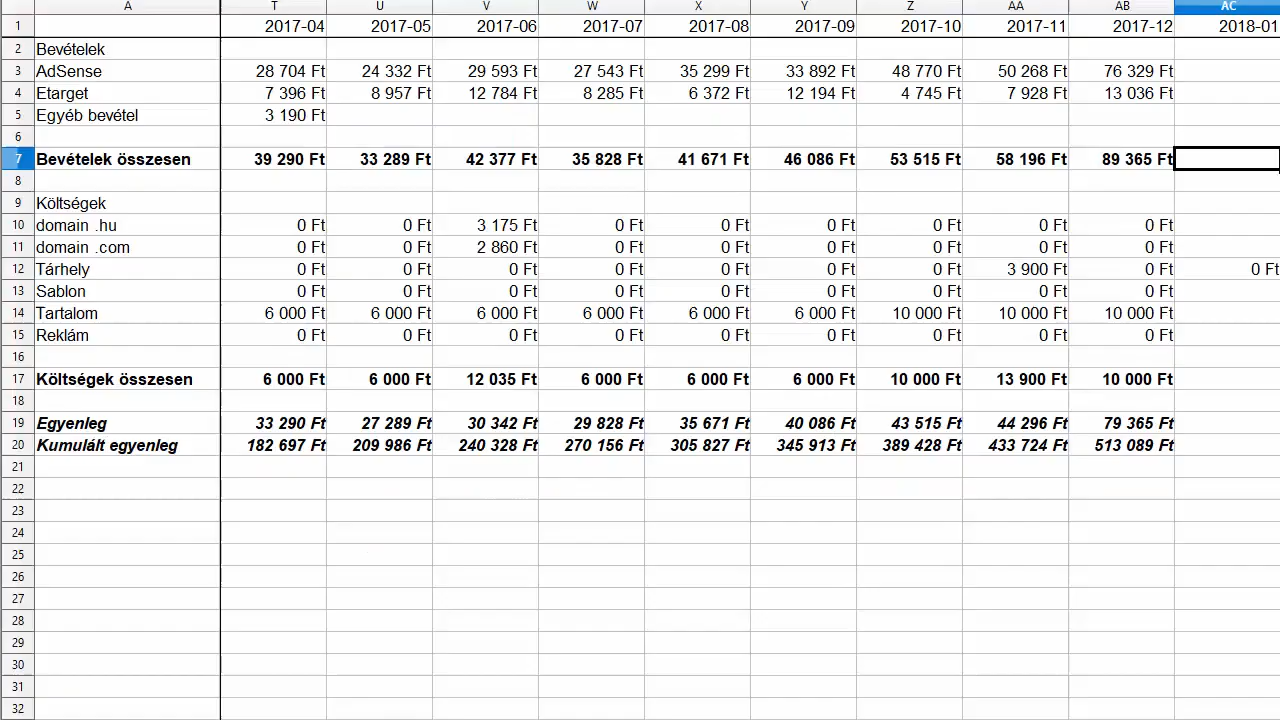 A T U V W X Y Z AA AB AC
1 2017-04 2017-05 2017-06 2017-07 2017-08 2017-09 2017-10 2017-11 2017-12 2018-01
2 Bevételek
3 AdSense 28 704 Ft 24 332 Ft 29 593 Ft 27 543 Ft 35 299 Ft 33 892 Ft 48 770 Ft 50 268 Ft 76 329 Ft
4 Etarget 7 396 Ft 8 957 Ft 12 784 Ft 8 285 Ft 6 372 Ft 12 194 Ft 4 745 Ft 7 928 Ft 13 036 Ft
5 Egyéb bevétel 3 190 Ft
6
7 Bevételek összesen 39 290 Ft 33 289 Ft 42 377 Ft 35 828 Ft 41 671 Ft 46 086 Ft 53 515 Ft 58 196 Ft 89 365 Ft
8
9 Költségek
10 domain .hu 0 Ft 0 Ft 3 175 Ft 0 Ft 0 Ft 0 Ft 0 Ft 0 Ft 0 Ft
11 domain .com 0 Ft 0 Ft 2 860 Ft 0 Ft 0 Ft 0 Ft 0 Ft 0 Ft 0 Ft
12 Tárhely 0 Ft 0 Ft 0 Ft 0 Ft 0 Ft 0 Ft 0 Ft 3 900 Ft 0 Ft 0 Ft
13 Sablon 0 Ft 0 Ft 0 Ft 0 Ft 0 Ft 0 Ft 0 Ft 0 Ft 0 Ft
14 Tartalom 6 000 Ft 6 000 Ft 6 000 Ft 6 000 Ft 6 000 Ft 6 000 Ft 10 000 Ft 10 000 Ft 10 000 Ft
15 Reklám 0 Ft 0 Ft 0 Ft 0 Ft 0 Ft 0 Ft 0 Ft 0 Ft 0 Ft
16
17 Költségek összesen 6 000 Ft 6 000 Ft 12 035 Ft 6 000 Ft 6 000 Ft 6 000 Ft 10 000 Ft 13 900 Ft 10 000 Ft
18
19 Egyenleg 33 290 Ft 27 289 Ft 30 342 Ft 29 828 Ft 35 671 Ft 40 086 Ft 43 515 Ft 44 296 Ft 79 365 Ft
20 Kumulált egyenleg 182 697 Ft 209 986 Ft 240 328 Ft 270 156 Ft 305 827 Ft 345 913 Ft 389 428 Ft 433 724 Ft 513 089 Ft
21
22
23
24
25
26
27
28
29
30
31
32